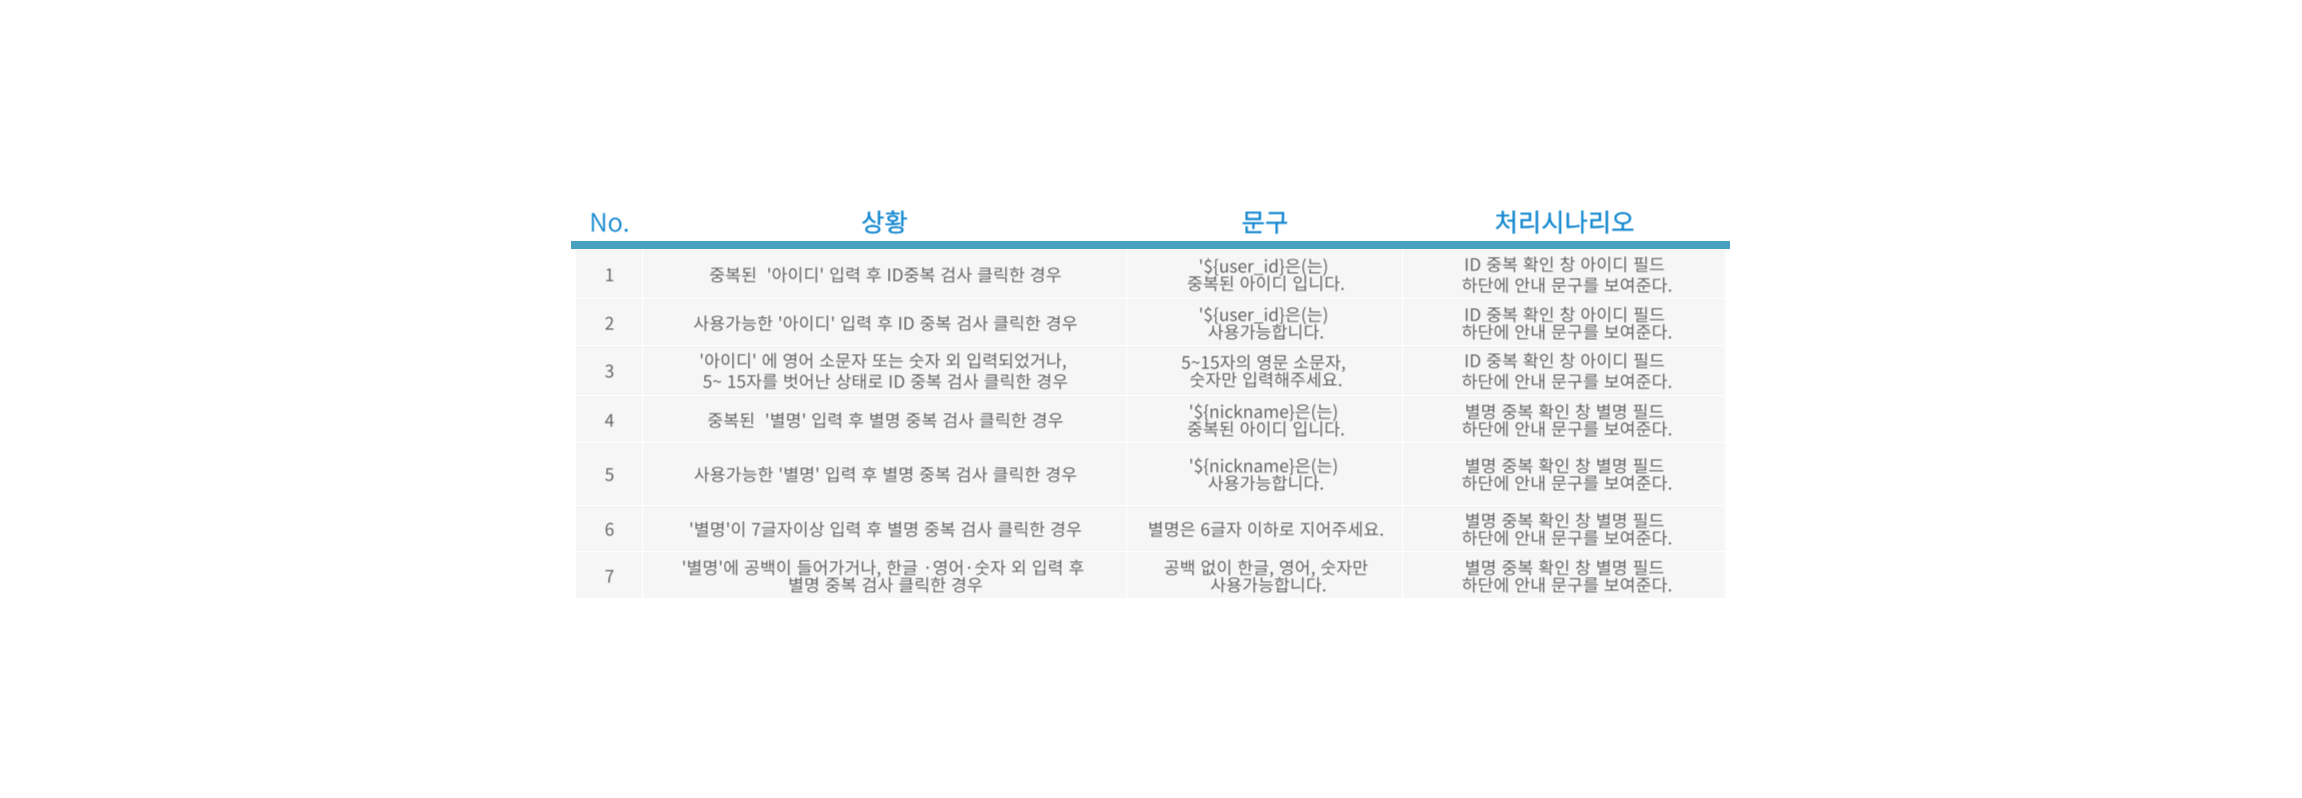 No. 상황 문구 처리시나리오
1 중복된 '아이디' 입력 후 ID중복 검사 클릭한 경우
'${user_id}은(는)
중복된 아이디 입니다.
ID 중복 확인 창 아이디 필드
하단에 안내 문구를 보여준다.
2 사용가능한 '아이디' 입력 후 ID 중복 검사 클릭한 경우
'${user_id}은(는)
사용가능합니다.
ID 중복 확인 창 아이디 필드
하단에 안내 문구를 보여준다.
3
'아이디' 에 영어 소문자 또는 숫자 외 입력되었거나,
5~ 15자를 벗어난 상태로 ID 중복 검사 클릭한 경우
5~15자의 영문 소문자,
숫자만 입력해주세요.
ID 중복 확인 창 아이디 필드
하단에 안내 문구를 보여준다.
4 중복된 '별명' 입력 후 별명 중복 검사 클릭한 경우
'${nickname}은(는)
중복된 아이디 입니다.
별명 중복 확인 창 별명 필드
하단에 안내 문구를 보여준다.
5 사용가능한 '별명' 입력 후 별명 중복 검사 클릭한 경우
'${nickname}은(는)
사용가능합니다.
별명 중복 확인 창 별명 필드
하단에 안내 문구를 보여준다.
6 '별명'이 7글자이상 입력 후 별명 중복 검사 클릭한 경우
별명은 6글자 이하로 지어주세요.
별명 중복 확인 창 별명 필드
하단에 안내 문구를 보여준다.
7
'별명'에 공백이 들어가거나, 한글 ·영어·숫자 외 입력 후
별명 중복 검사 클릭한 경우
공백 없이 한글, 영어, 숫자만
사용가능합니다.
별명 중복 확인 창 별명 필드
하단에 안내 문구를 보여준다.